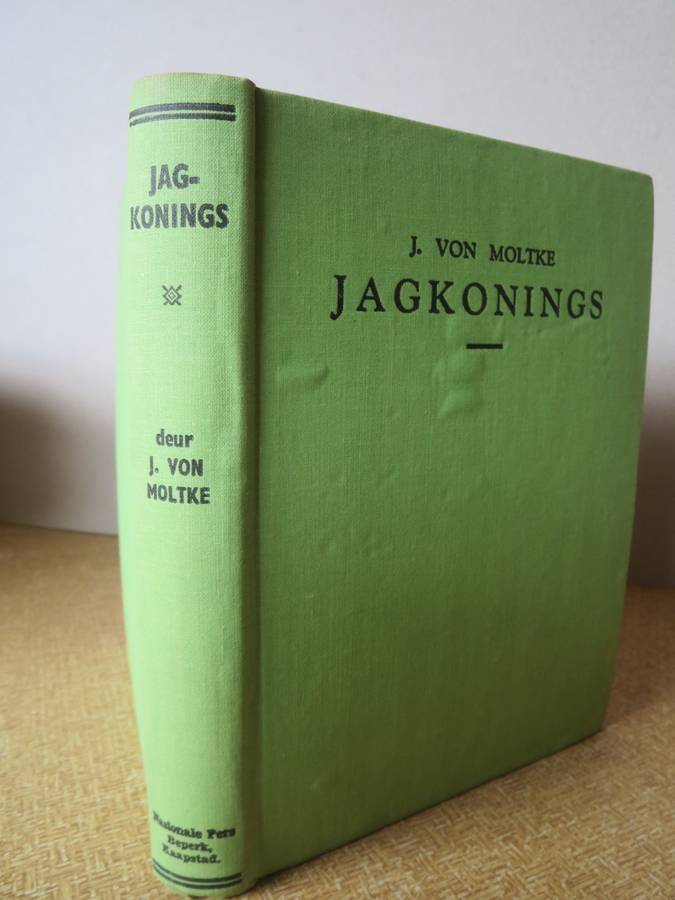 JAG-
KONINGS
deur
J. VON
MOLTKE
Nasionale Pers
Beperk,
Kaapstad.
J. VON MOLTKE
JAGKONINGS